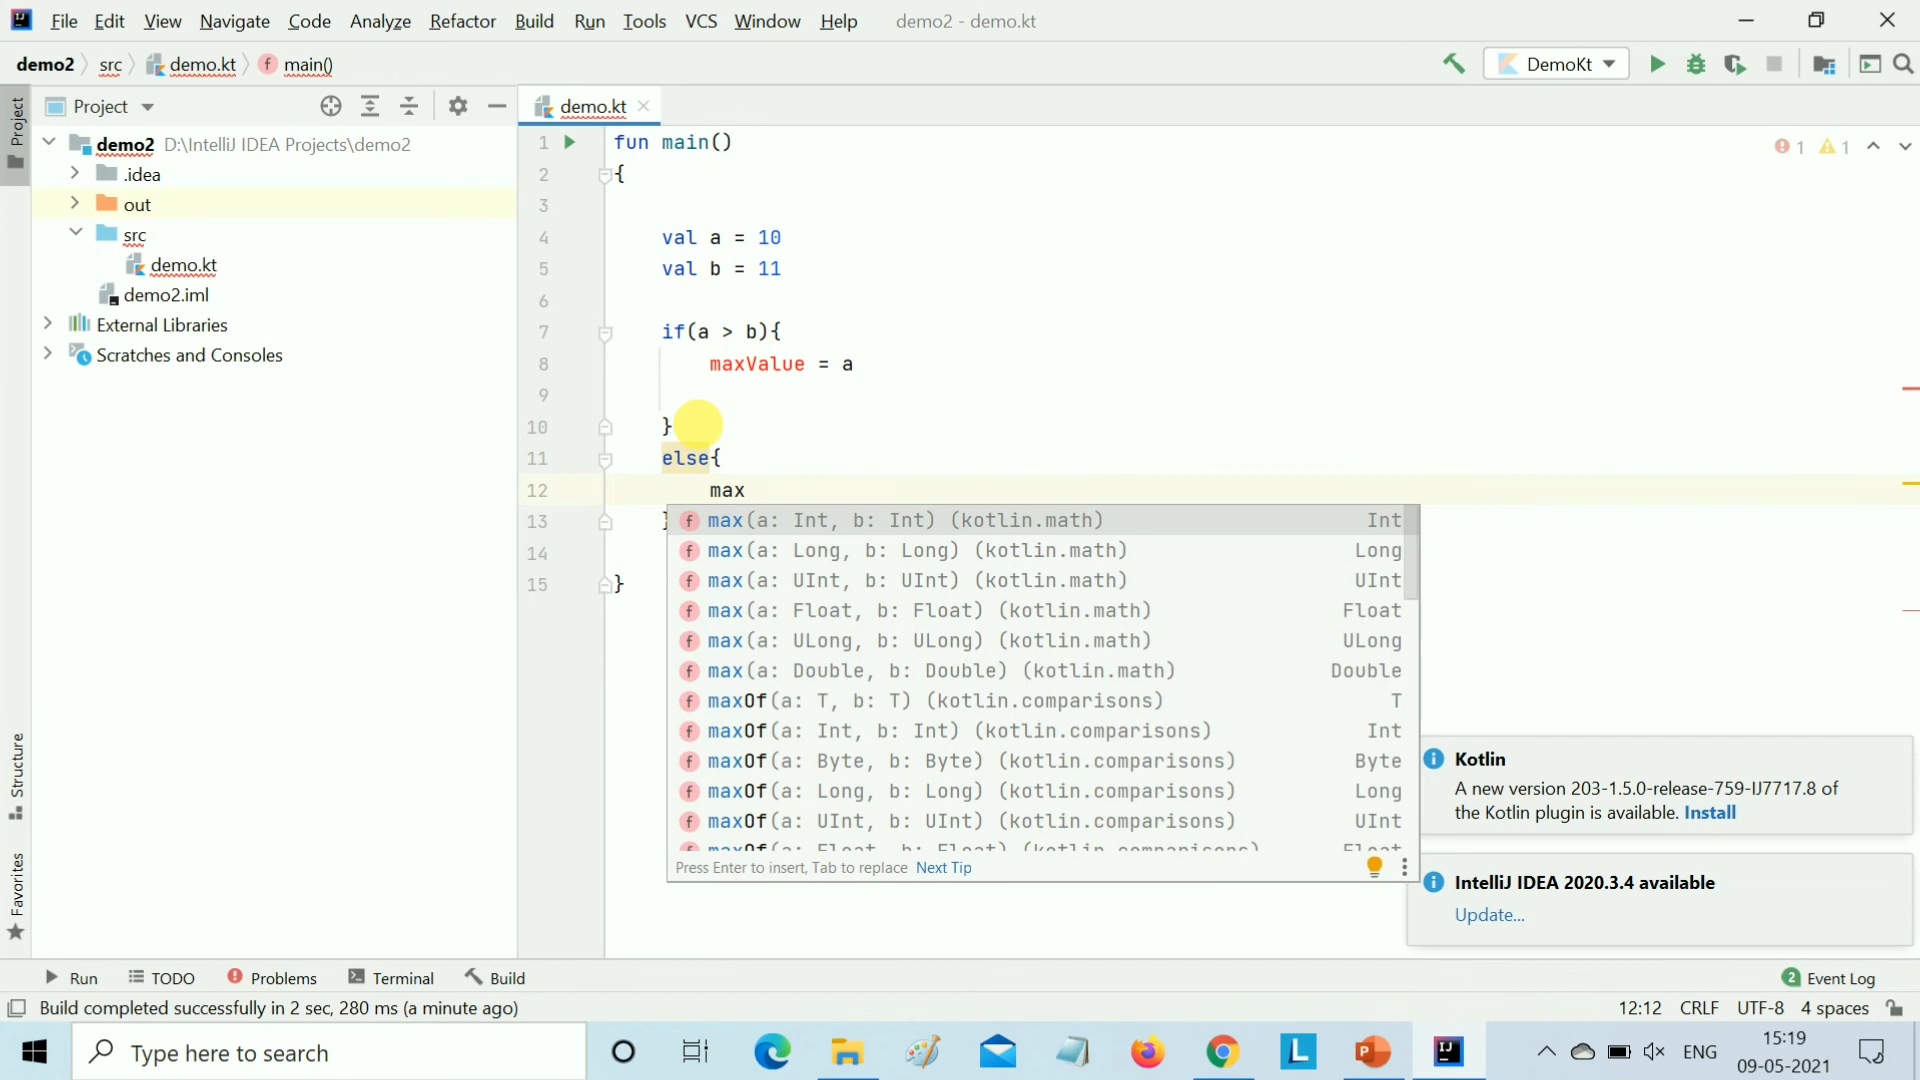 File Edit View Navigate Code Analyze Refactor Build Run Tools VCS Window Help demo2 - demo.kt
demo2 src demo.kt main() DemoKt
Project
demo.kt
Project
demo2 D:\IntelliJ IDEA Projects\demo2
.idea
out
src
demo.kt
demo2.iml
External Libraries
Scratches and Consoles
Structure
Favorites
1 fun main()
2 {
3
4 val a = 10
5 val b = 11
6
7 if(a > b){
8 maxValue = a
9
10 }
11 else{
12 max
13 }
14
15 }
1 1
max(a: Int, b: Int) (kotlin.math) Int
max(a: Long, b: Long) (kotlin.math) Long
max(a: UInt, b: UInt) (kotlin.math) UInt
max(a: Float, b: Float) (kotlin.math) Float
max(a: ULong, b: ULong) (kotlin.math) ULong
max(a: Double, b: Double) (kotlin.math) Double
maxOf(a: T, b: T) (kotlin.comparisons) T
maxOf(a: Int, b: Int) (kotlin.comparisons) Int
maxOf(a: Byte, b: Byte) (kotlin.comparisons) Byte
maxOf(a: Long, b: Long) (kotlin.comparisons) Long
maxOf(a: UInt, b: UInt) (kotlin.comparisons) UInt
maxOf(a: Float, b: Float) (kotlin.comparisons) Float
Press Enter to insert, Tab to replace Next Tip
Kotlin
A new version 203-1.5.0-release-759-IJ7717.8 of
the Kotlin plugin is available. Install
IntelliJ IDEA 2020.3.4 available
Update...
Run TODO Problems Terminal Build 2 Event Log
Build completed successfully in 2 sec, 280 ms (a minute ago) 12:12 CRLF UTF-8 4 spaces
Type here to search
ENG
15:19
09-05-2021